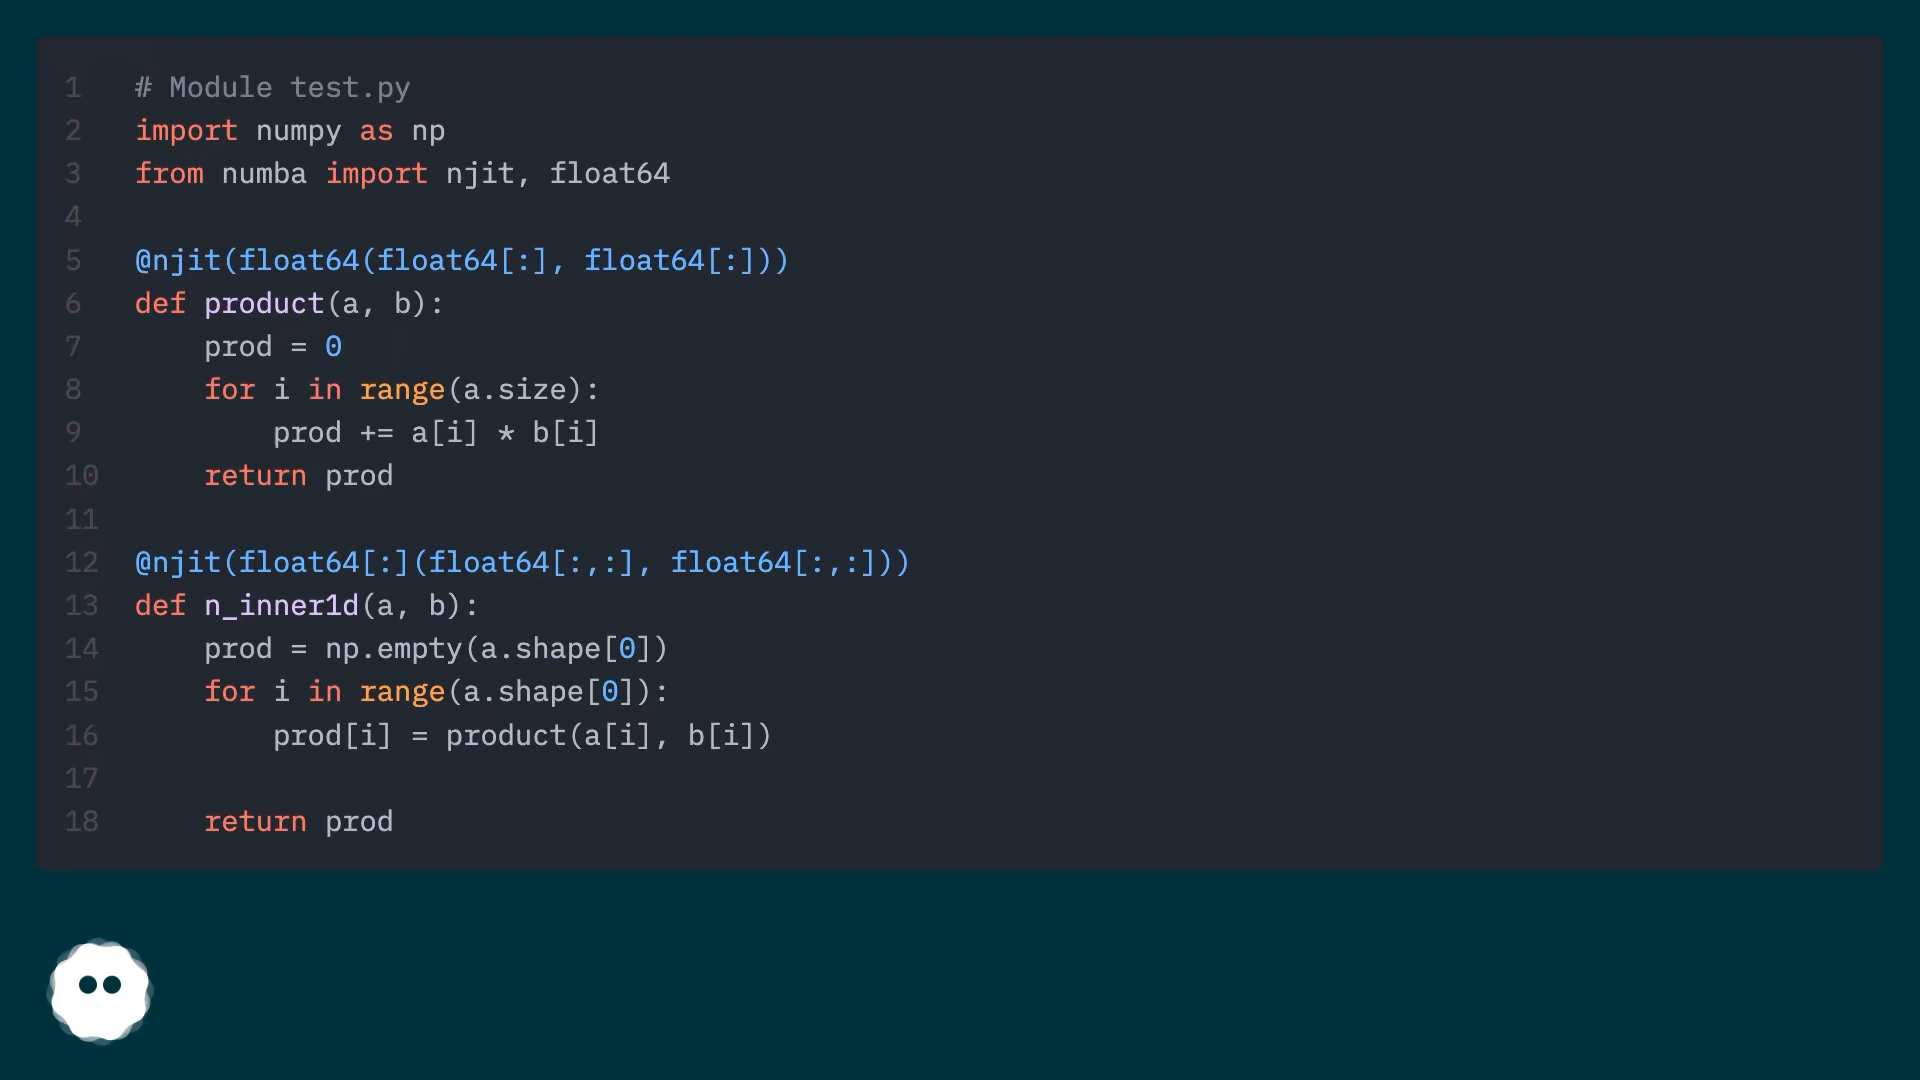 1 # Module test.py
2 import numpy as np
3 from numba import njit, float64
4
5 @njit(float64(float64[:], float64[:]))
6 def product(a, b):
7     prod = 0
8     for i in range(a.size):
9         prod += a[i] * b[i]
10     return prod
11
12 @njit(float64[:](float64[:,:], float64[:,:]))
13 def n_inner1d(a, b):
14     prod = np.empty(a.shape[0])
15     for i in range(a.shape[0]):
16         prod[i] = product(a[i], b[i])
17
18     return prod